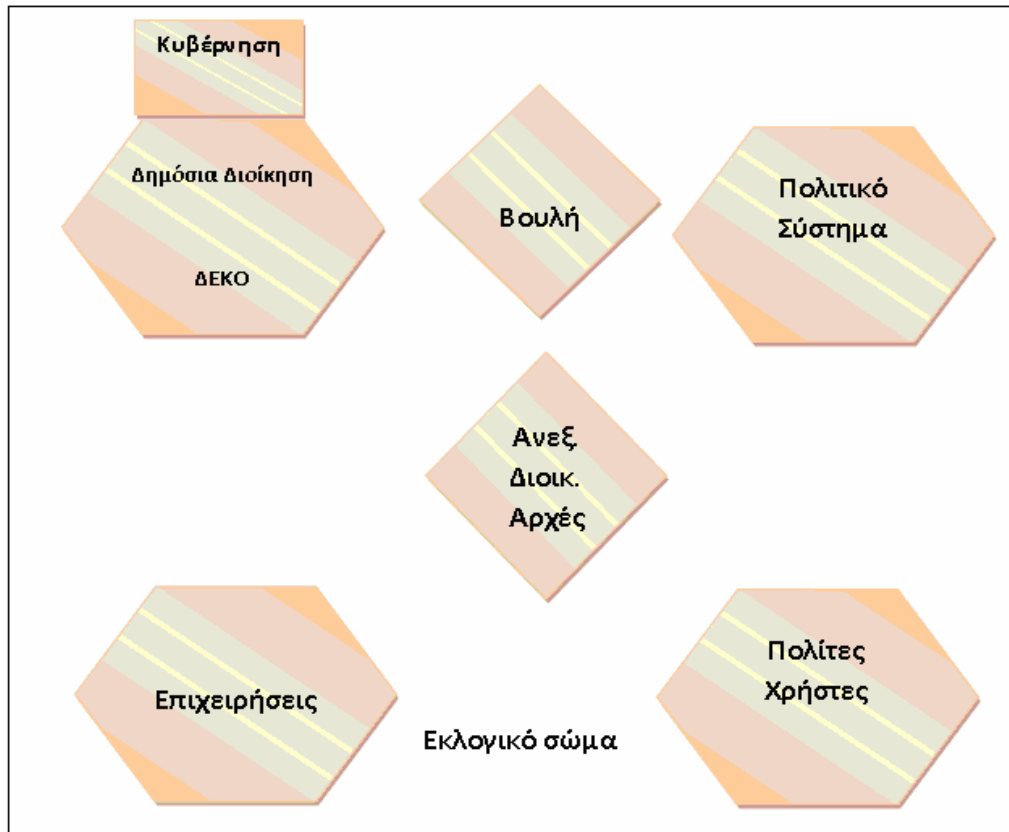 Κυβέρνηση
Δημόσια Διοίκηση
ΔΕΚΟ
Βουλή
Πολιτικό
Σύστημα
Ανεξ.
Διοικ.
Αρχές
Επιχειρήσεις
Εκλογικό σώμα
Πολίτες
Χρήστες